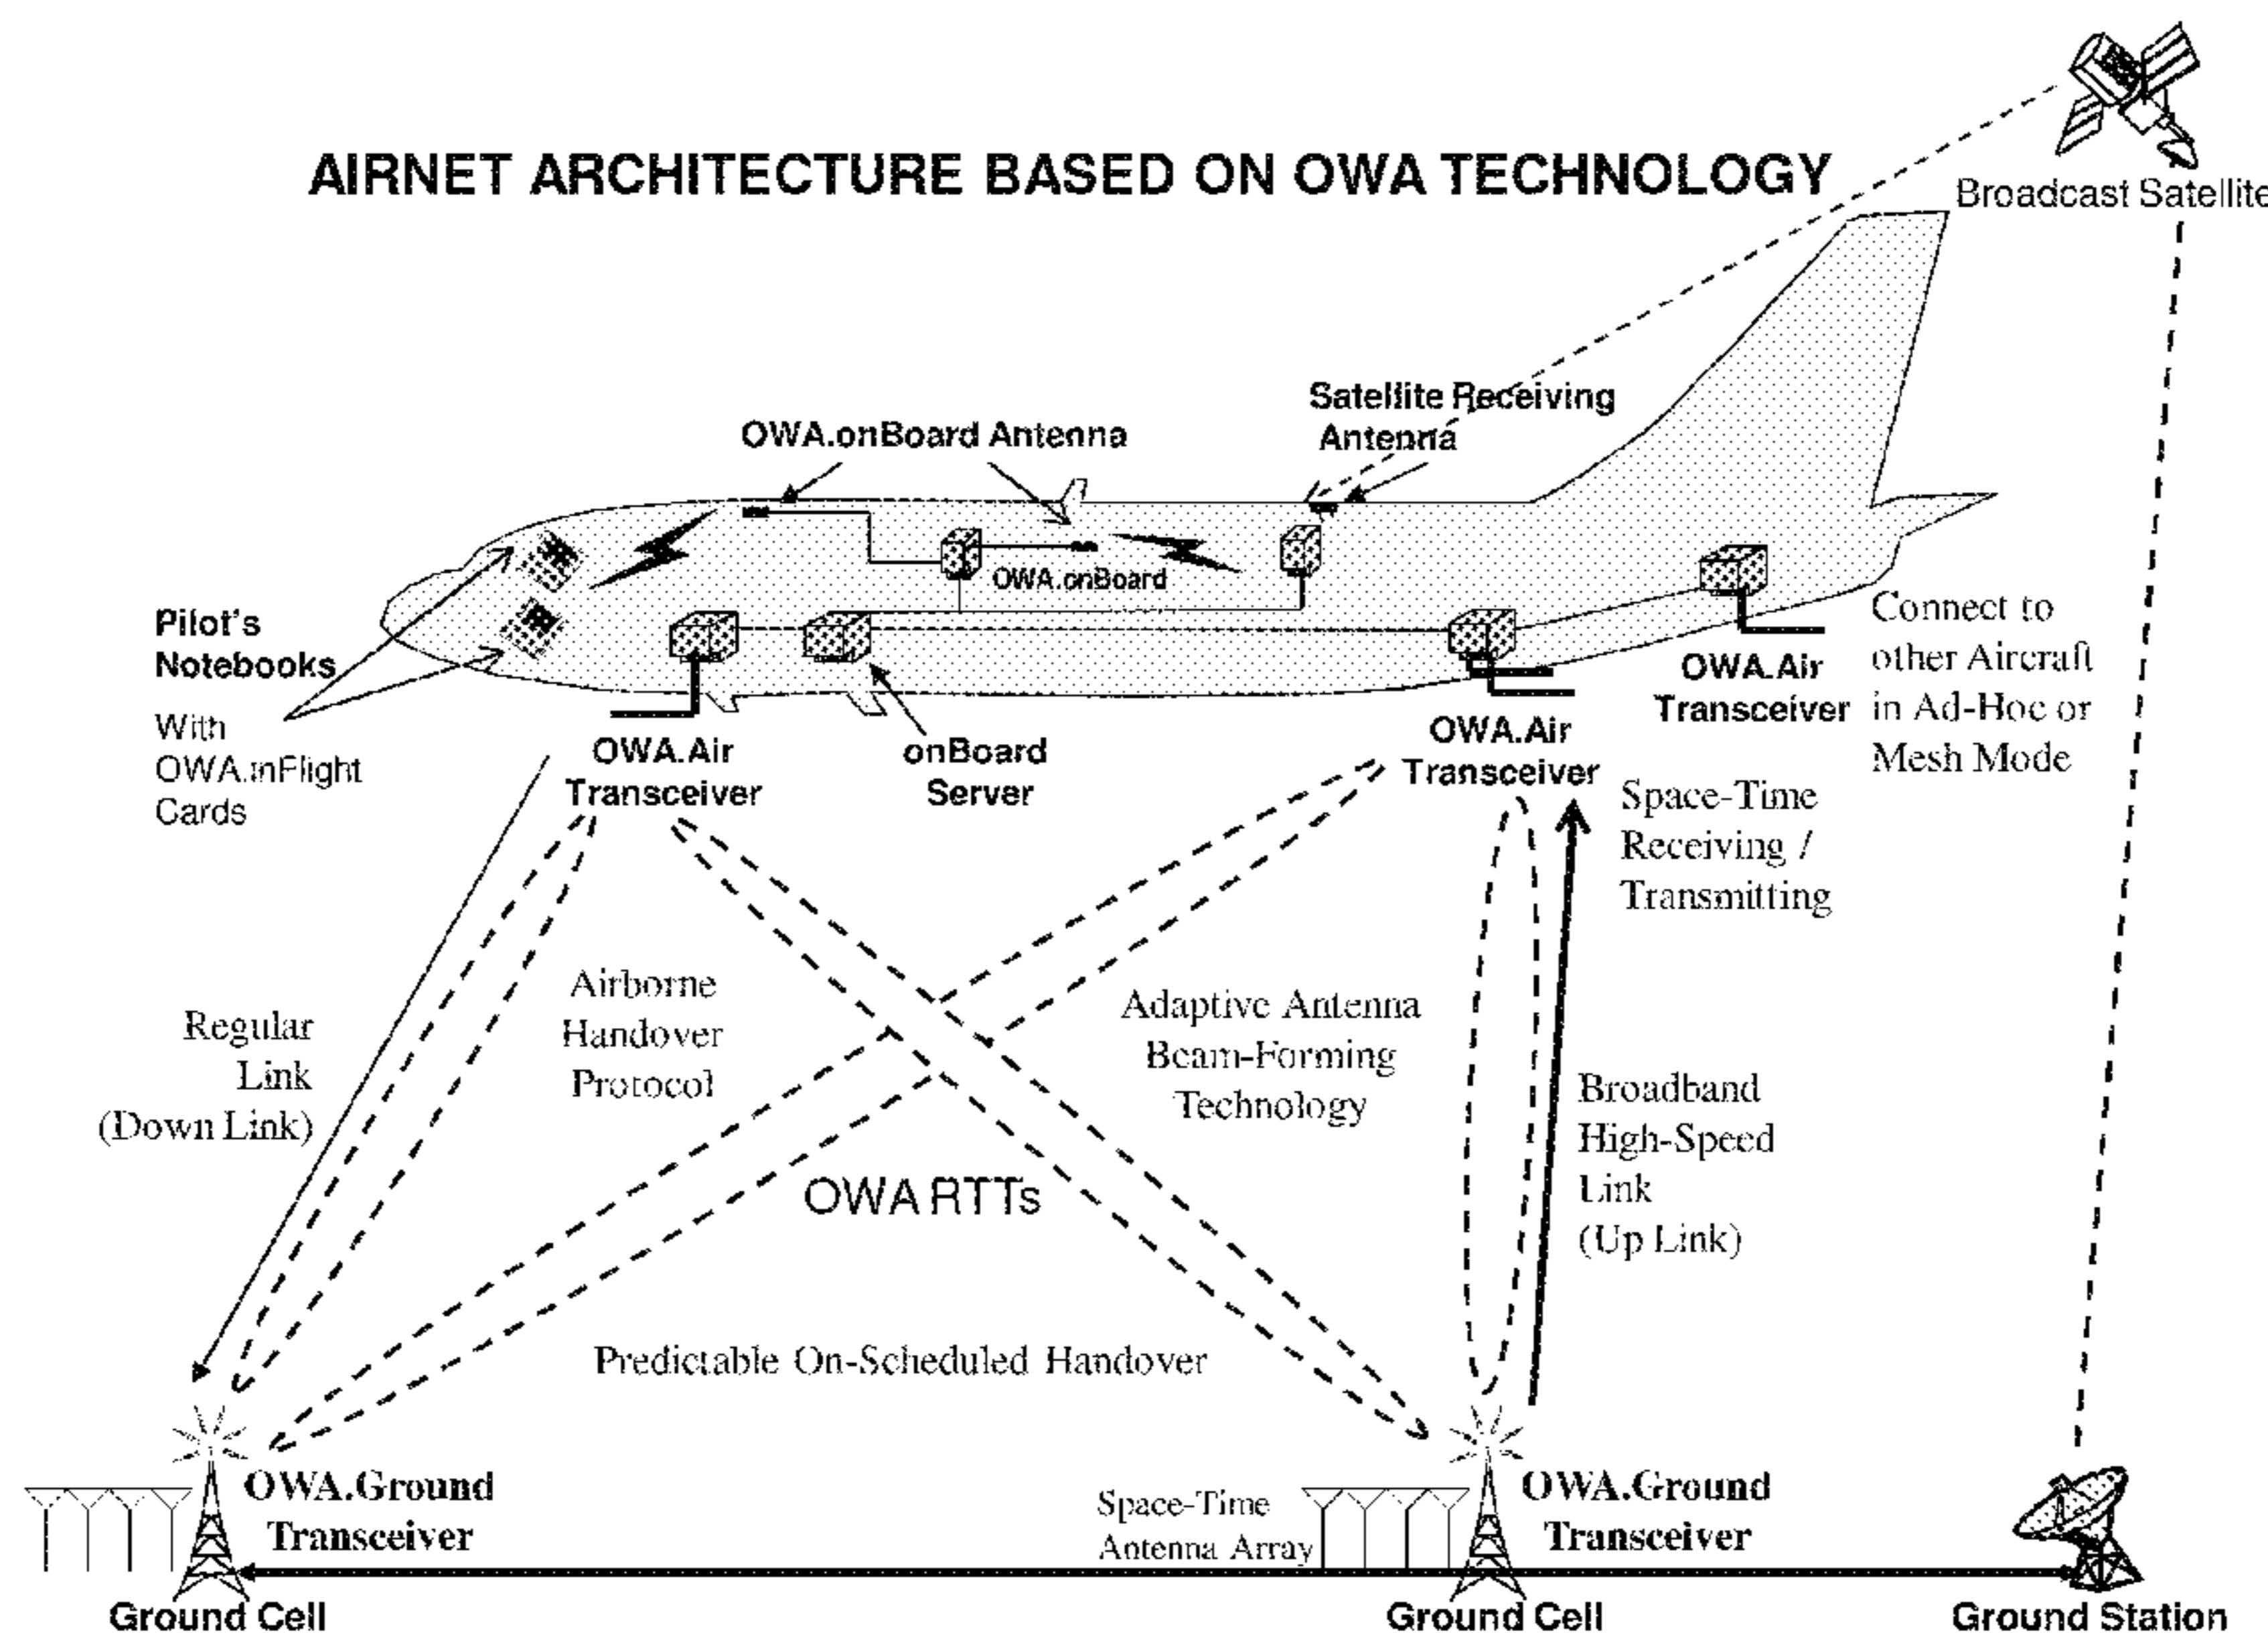 AIRNET ARCHITECTURE BASED ON OWA TECHNOLOGY
Broadcast Satellite
Satellite Receiving
Antenna
OWA.onBoard Antenna
OWA.onBoard
Pilot's
Notebooks
With
OWA.inFlight
Cards
OWA.Air
Transceiver
onBoard
Server
OWA.Air
Transceiver
OWA.Air
Transceiver
Connect to
other Aircraft
in Ad-Hoc or
Mesh Mode
Space-Time
Receiving /
Transmitting
Regular
Link
(Down Link)
Airborne
Handover
Protocol
Adaptive Antenna
Beam-Forming
Technology
Broadband
High-Speed
Link
(Up Link)
OWA RTTs
Predictable On-Scheduled Handover
OWA.Ground
Transceiver
Space-Time
Antenna Array
OWA.Ground
Transceiver
Ground Cell
Ground Cell
Ground Station